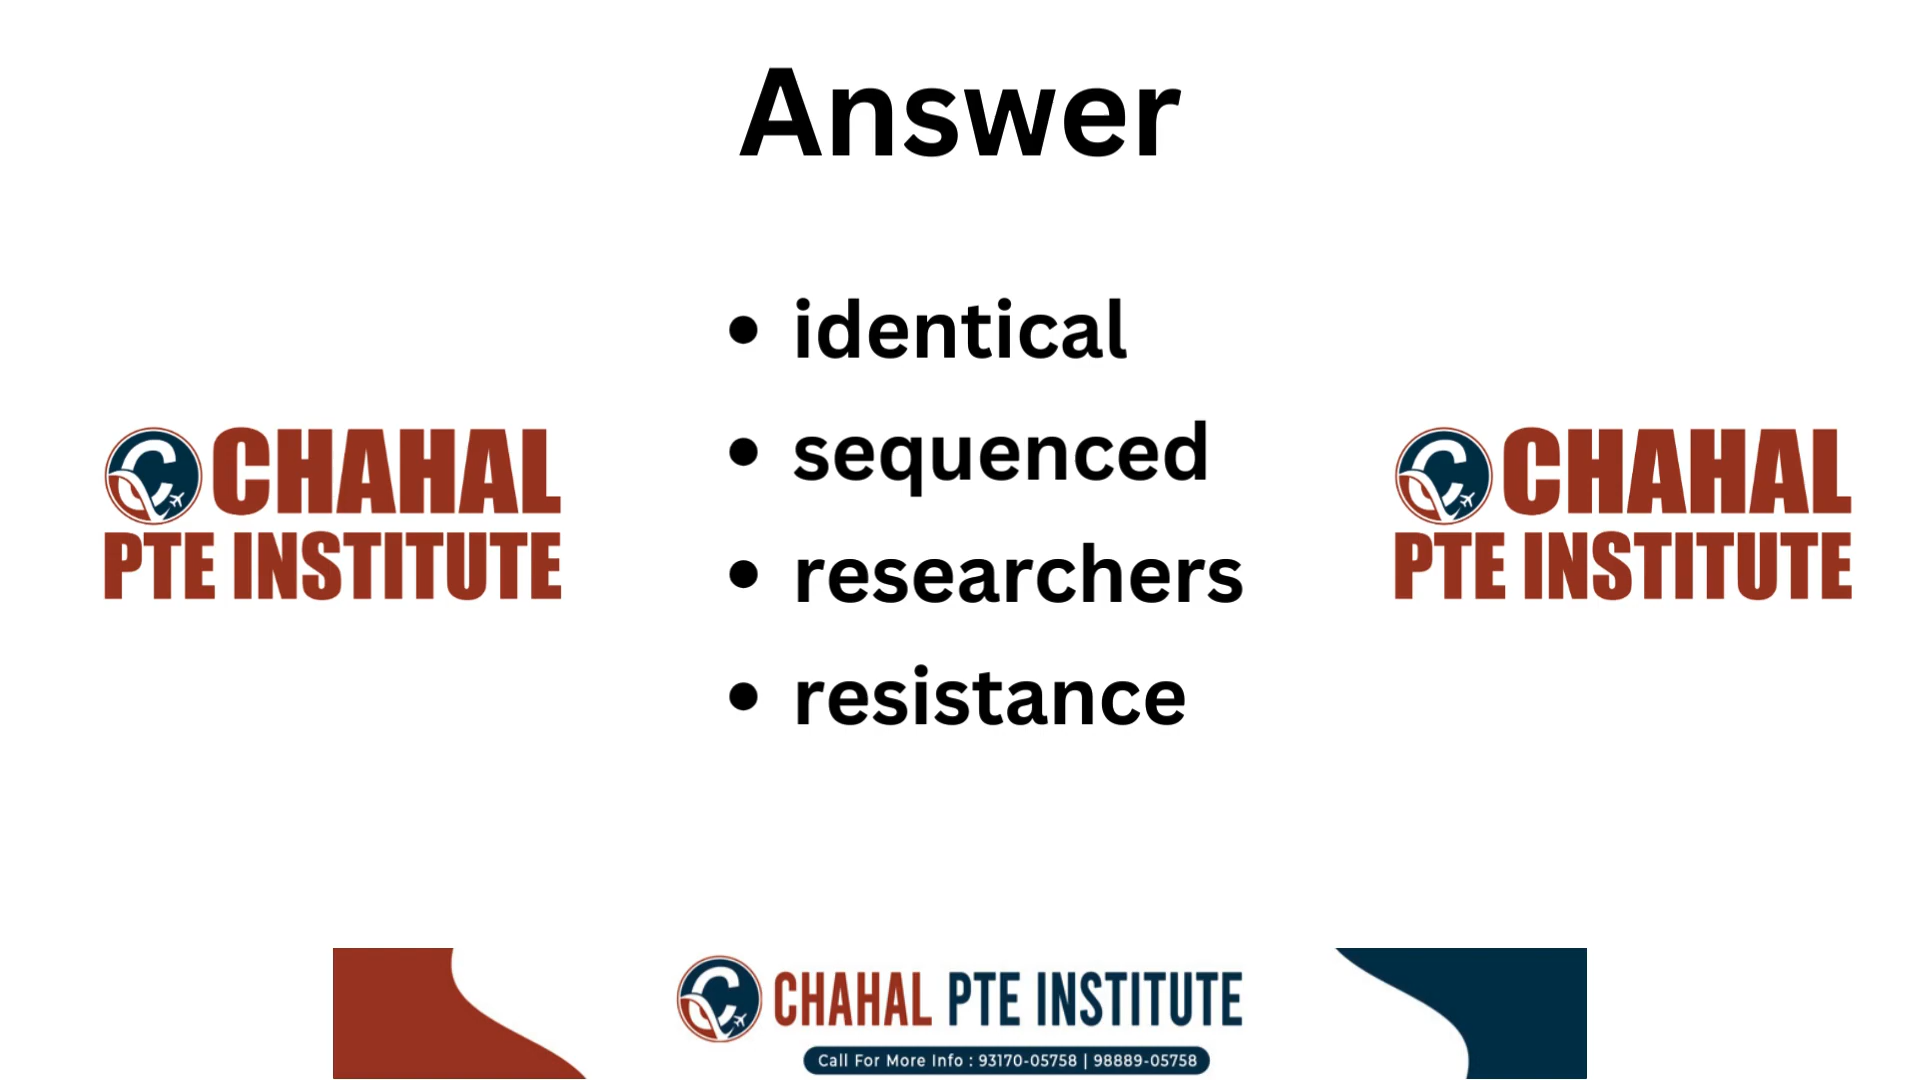 Answer
• identical
• sequenced
• researchers
• resistance
CHAHAL
PTE INSTITUTE
CHAHAL
PTE INSTITUTE
CHAHAL PTE INSTITUTE
Call For More Info : 93170-05758 | 98889-05758